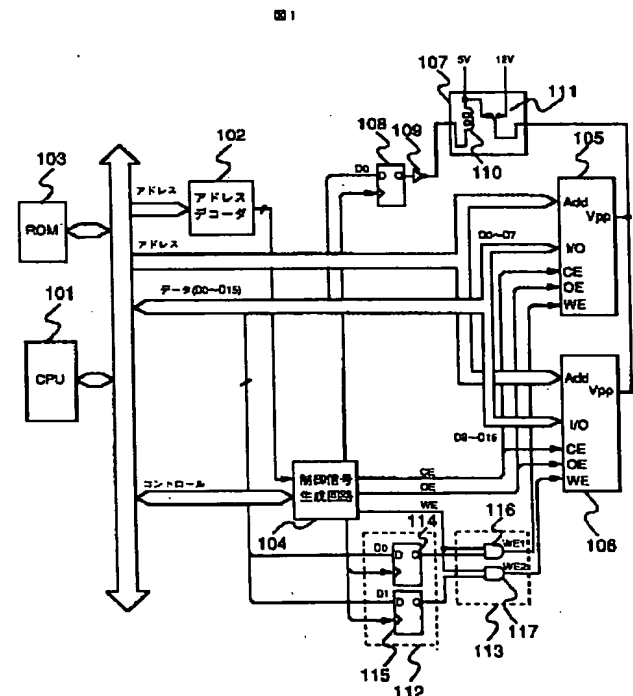 図1
107
5V
12V
111
108
109
110
105
102
103
D0
アドレス
アドレス
デコーダ
Add
Vpp
ROM
アドレス
D0~D7
I/O
CE
OE
WE
101
データ(D0~D15)
CPU
Add
Vpp
I/O
D8~D15
CE
OE
WE
コントロール
制御信号
生成回路
CE
OE
WE
104
114
116
106
D0
WE1
D1
WE2
117
115
113
112